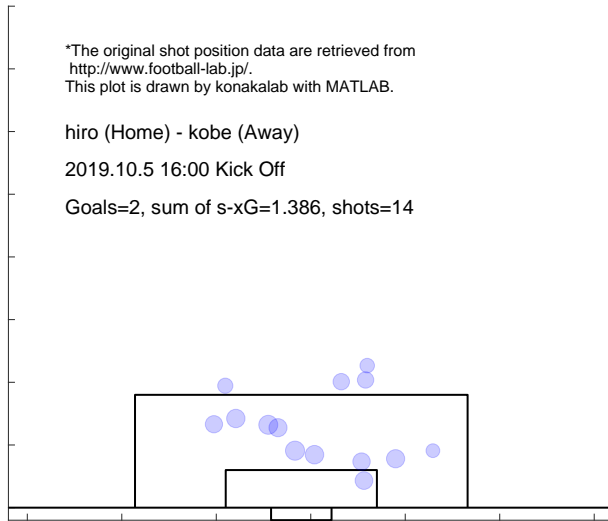 *The original shot position data are retrieved from
http://www.football-lab.jp/.
This plot is drawn by konakalab with MATLAB.
hiro (Home) - kobe (Away)
2019.10.5 16:00 Kick Off
Goals=2, sum of s-xG=1.386, shots=14